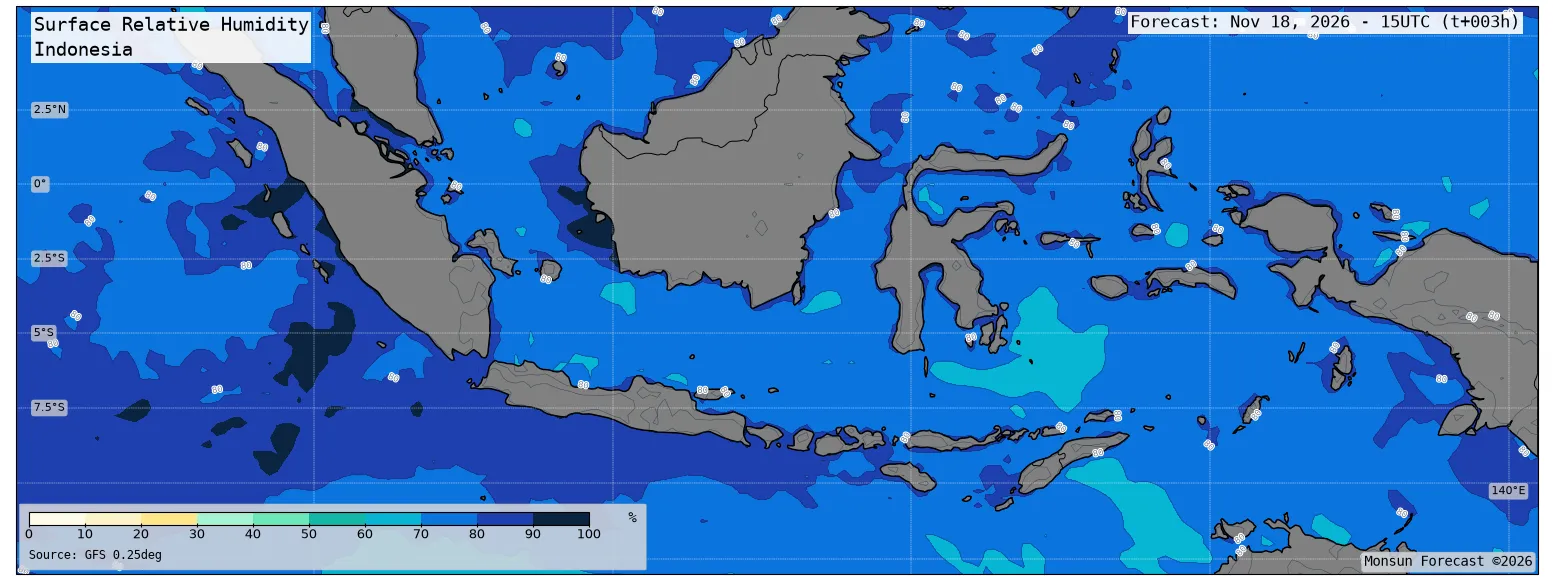 Surface Relative Humidity
Indonesia
Forecast: Nov 18, 2026 - 15UTC (t+003h)
2.5°N
0°
2.5°S
5°S
7.5°S
140°E
%
0 10 20 30 40 50 60 70 80 90 100
Source: GFS 0.25deg
Monsun Forecast ©2026